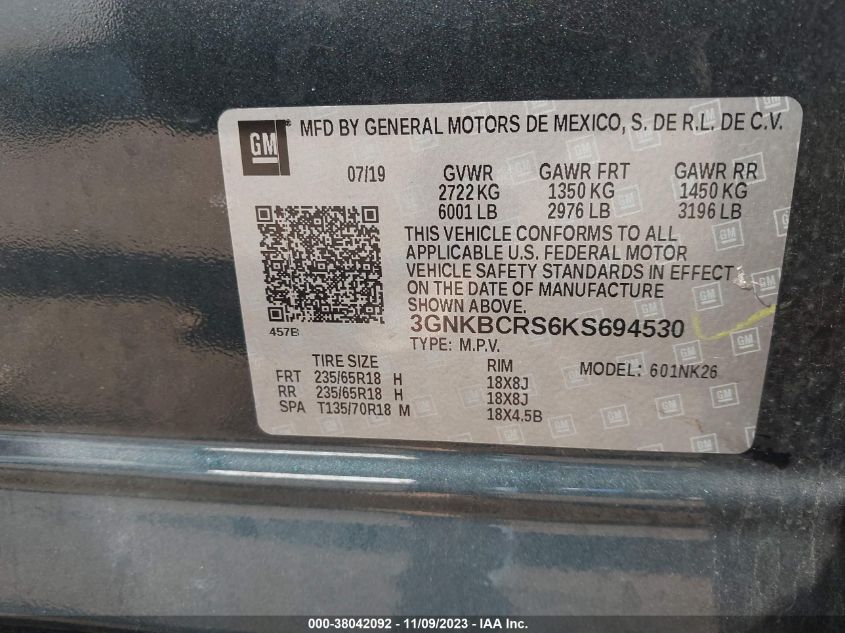 GM ® MFD BY GENERAL MOTORS DE MEXICO, S. DE R.L. DE C.V.
07/19 GVWR GAWR FRT GAWR RR
2722 KG 1350 KG 1450 KG
6001 LB 2976 LB 3196 LB
THIS VEHICLE CONFORMS TO ALL
APPLICABLE U.S. FEDERAL MOTOR
VEHICLE SAFETY STANDARDS IN EFFECT
ON THE DATE OF MANUFACTURE
SHOWN ABOVE.
457B 3GNKBCRS6KS694530
TYPE: M.P.V.
TIRE SIZE RIM MODEL: 601NK26
FRT 235/65R18 H 18X8J
RR 235/65R18 H 18X8J
SPA T135/70R18 M 18X4.5B
000-38042092 - 11/09/2023 - IAA Inc.